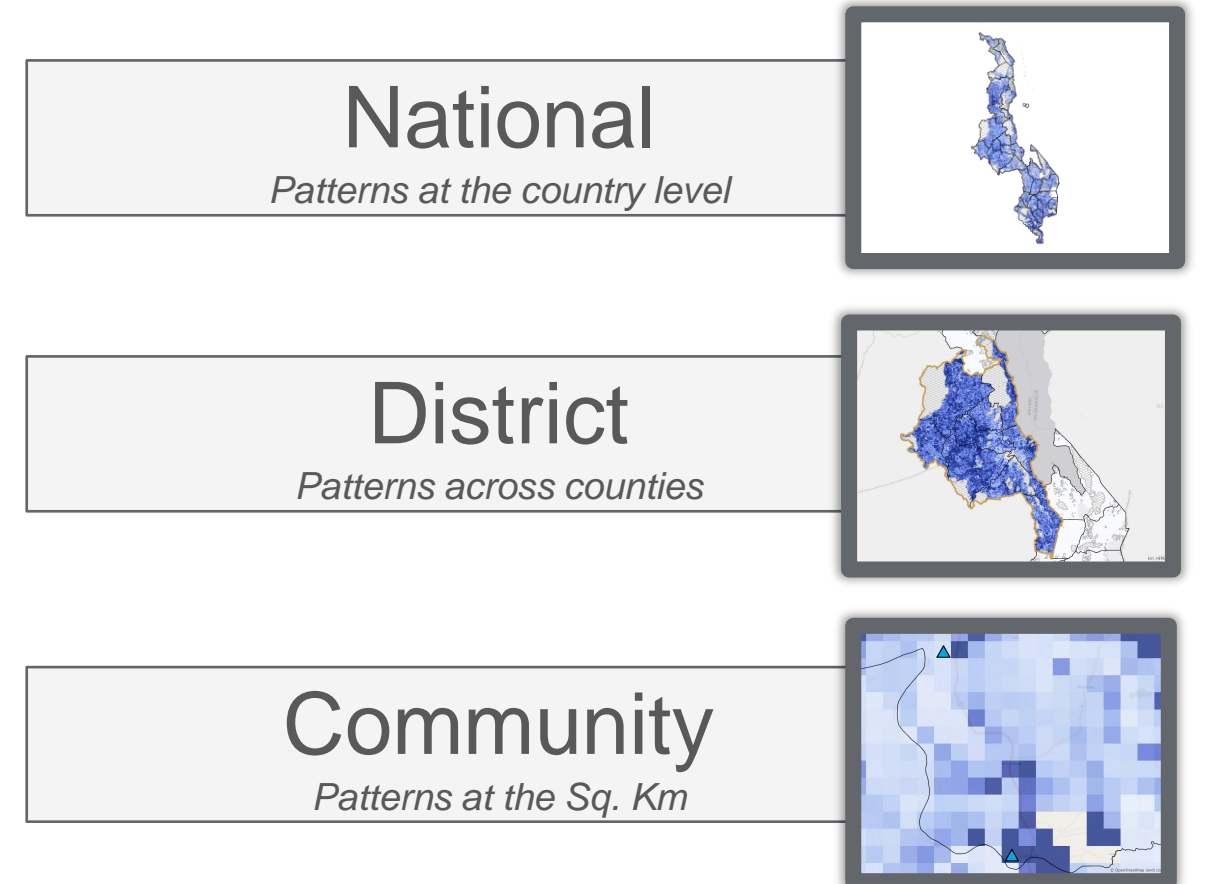 National
Patterns at the country level
District
Patterns across counties
Community
Patterns at the Sq. Km